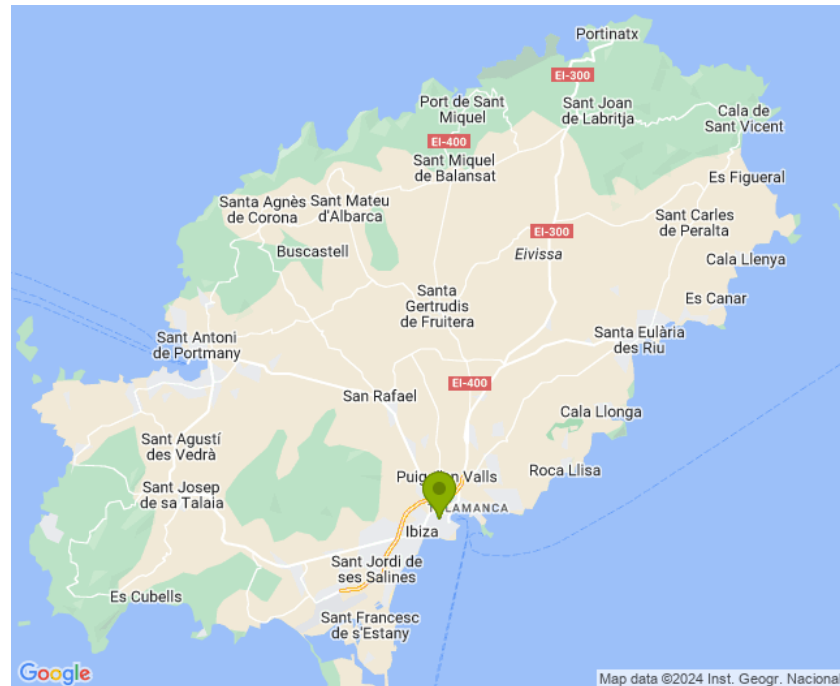 Portinatx
EI-300
Port de Sant
Miquel
Sant Joan
de Labritja
Cala de
Sant Vicent
EI-400
Sant Miquel
de Balansat
Es Figueral
Santa Agnès
de Corona
Sant Mateu
d'Albarca
Sant Carles
de Peralta
EI-300
Buscastell
Eivissa
Cala Llenya
Santa
Gertrudis
de Fruitera
Es Canar
Sant Antoni
de Portmany
Santa Eulària
des Riu
EI-400
San Rafael
Cala Llonga
Sant Agustí
des Vedrà
Roca Llisa
Valls
Sant Josep
de sa Talaia
Ibiza
Sant Jordi de
ses Salines
Es Cubells
Sant Francesc
de s'Estany
Google
Map data ©2024 Inst. Geogr. Nacional